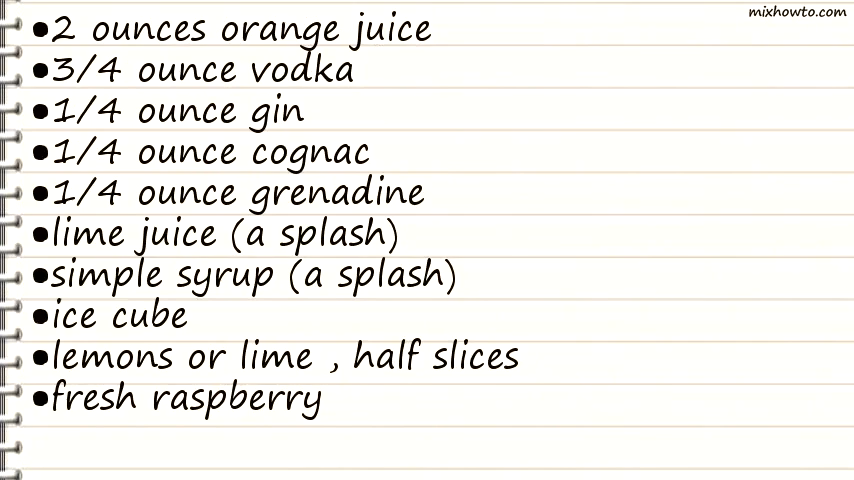 mixhowto.com
•2 ounces orange juice
•3/4 ounce vodka
•1/4 ounce gin
•1/4 ounce cognac
•1/4 ounce grenadine
•lime juice (a splash)
•simple syrup (a splash)
•ice cube
•lemons or lime , half slices
•fresh raspberry